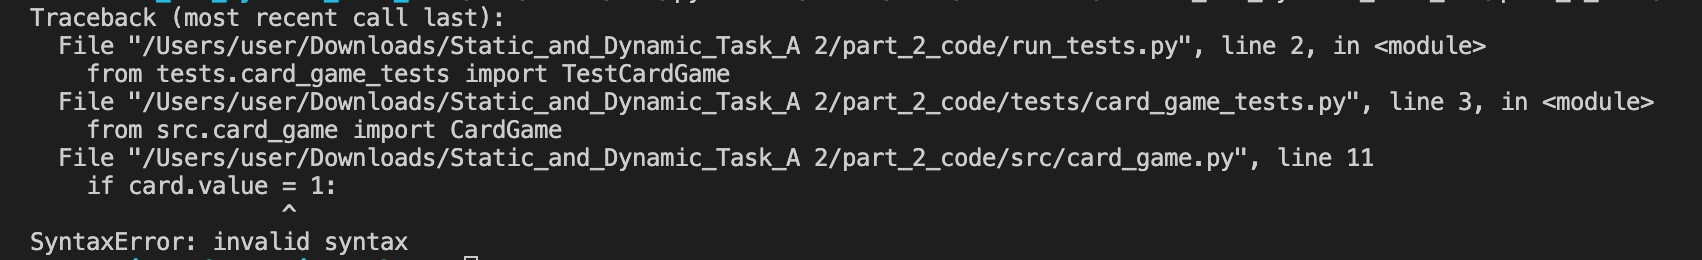 Traceback (most recent call last):
  File "/Users/user/Downloads/Static_and_Dynamic_Task_A 2/part_2_code/run_tests.py", line 2, in <module>
    from tests.card_game_tests import TestCardGame
  File "/Users/user/Downloads/Static_and_Dynamic_Task_A 2/part_2_code/tests/card_game_tests.py", line 3, in <module>
    from src.card_game import CardGame
  File "/Users/user/Downloads/Static_and_Dynamic_Task_A 2/part_2_code/src/card_game.py", line 11
    if card.value = 1:
                  ^
SyntaxError: invalid syntax